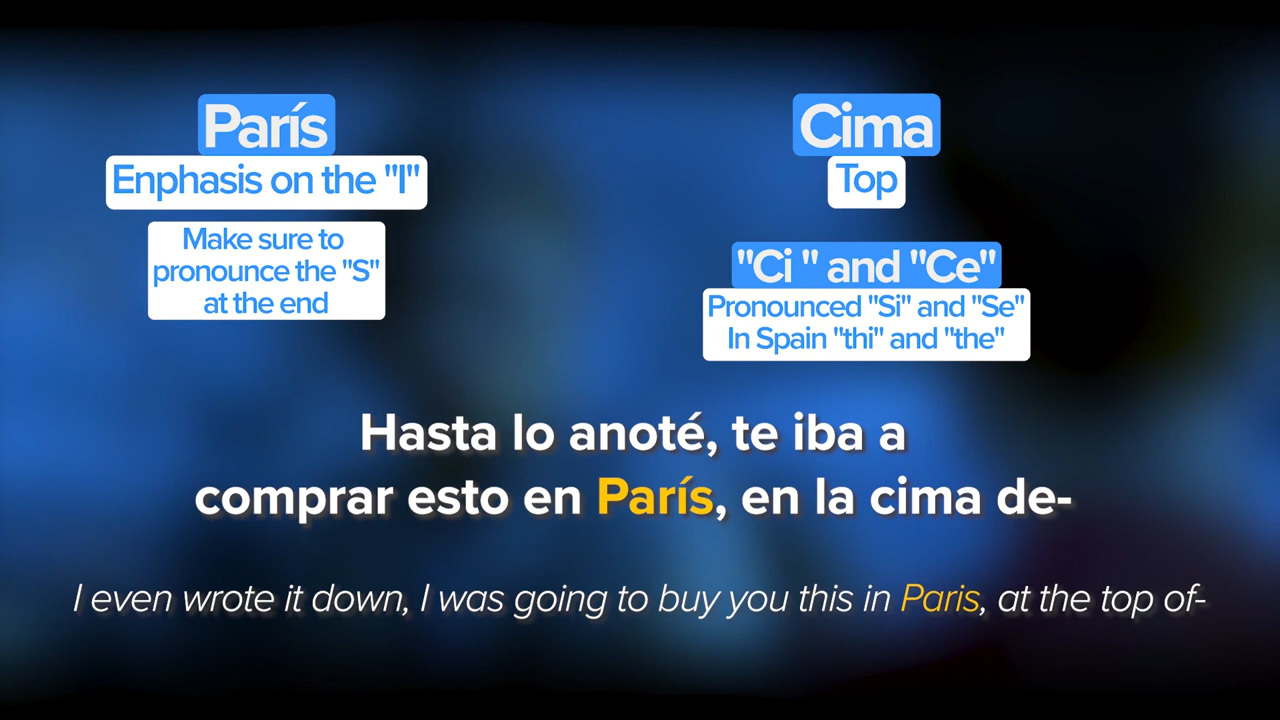 París
Enphasis on the "I"
Make sure to
pronounce the "S"
at the end
Cima
Top
"Ci " and "Ce"
Pronounced "Si" and "Se"
In Spain "thi" and "the"
Hasta lo anoté, te iba a
comprar esto en París, en la cima de-
I even wrote it down, I was going to buy you this in Paris, at the top of-